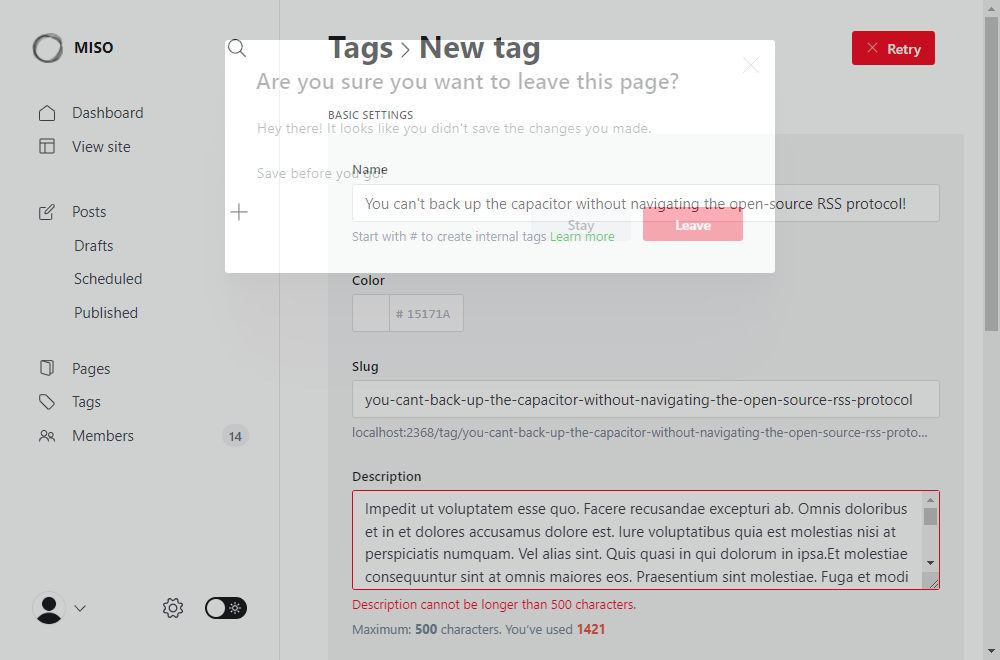 MISO
Dashboard
View site
Posts
Drafts
Scheduled
Published
Pages
Tags
Members
14
Tags > New tag
Retry
Are you sure you want to leave this page?
Hey there! It looks like you didn't save the changes you made.
Save before you go!
Stay
Leave
BASIC SETTINGS
Name
You can't back up the capacitor without navigating the open-source RSS protocol!
Start with # to create internal tags Learn more
Color
# 15171A
Slug
you-cant-back-up-the-capacitor-without-navigating-the-open-source-rss-protocol
localhost:2368/tag/you-cant-back-up-the-capacitor-without-navigating-the-open-source-rss-proto...
Description
Impedit ut voluptatem esse quo. Facere recusandae excepturi ab. Omnis doloribus
et in et dolores accusamus dolore est. Iure voluptatibus quia est molestias nisi at
perspiciatis numquam. Vel alias sint. Quis quasi in qui dolorum in ipsa.Et molestiae
consequuntur sint at omnis maiores eos. Praesentium sint molestiae. Fuga et modi
Description cannot be longer than 500 characters.
Maximum: 500 characters. You've used 1421